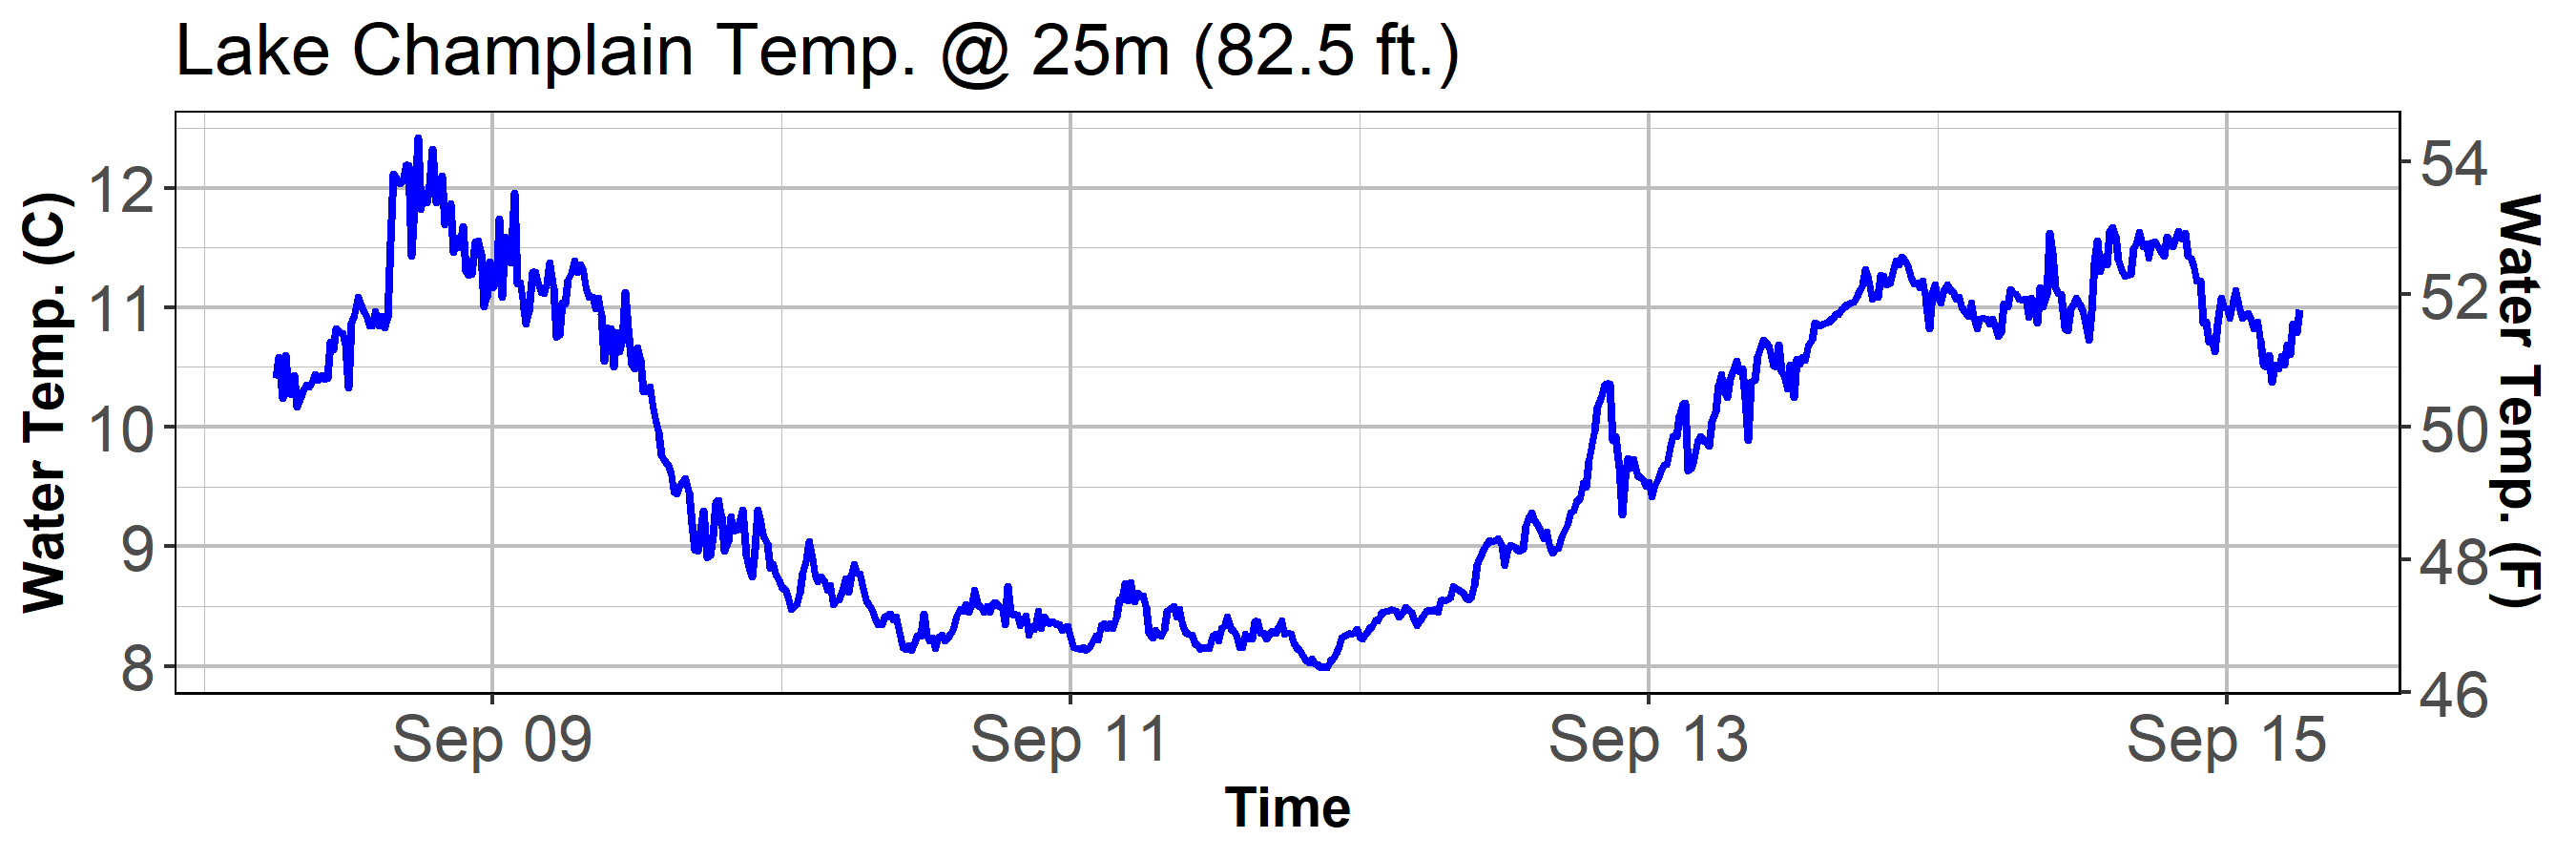 Lake Champlain Temp. @ 25m (82.5 ft.)
Water Temp. (C)
12
11
10
9
8
54
52
50
48
46
Water Temp. (F)
Sep 09
Sep 11
Sep 13
Sep 15
Time